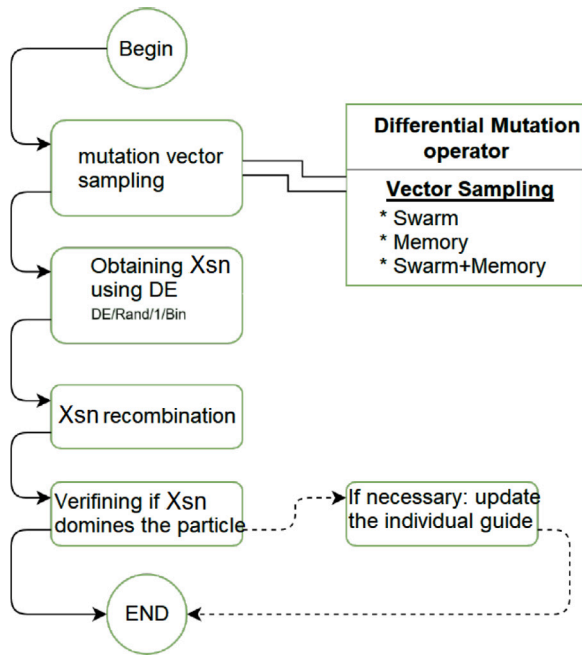 Begin
mutation vector
sampling
Differential Mutation
operator
Vector Sampling
* Swarm
* Memory
* Swarm+Memory
Obtaining Xsn
using DE
DE/Rand/1/Bin
Xsn recombination
Verifining if Xsn
domines the particle
If necessary: update
the individual guide
END